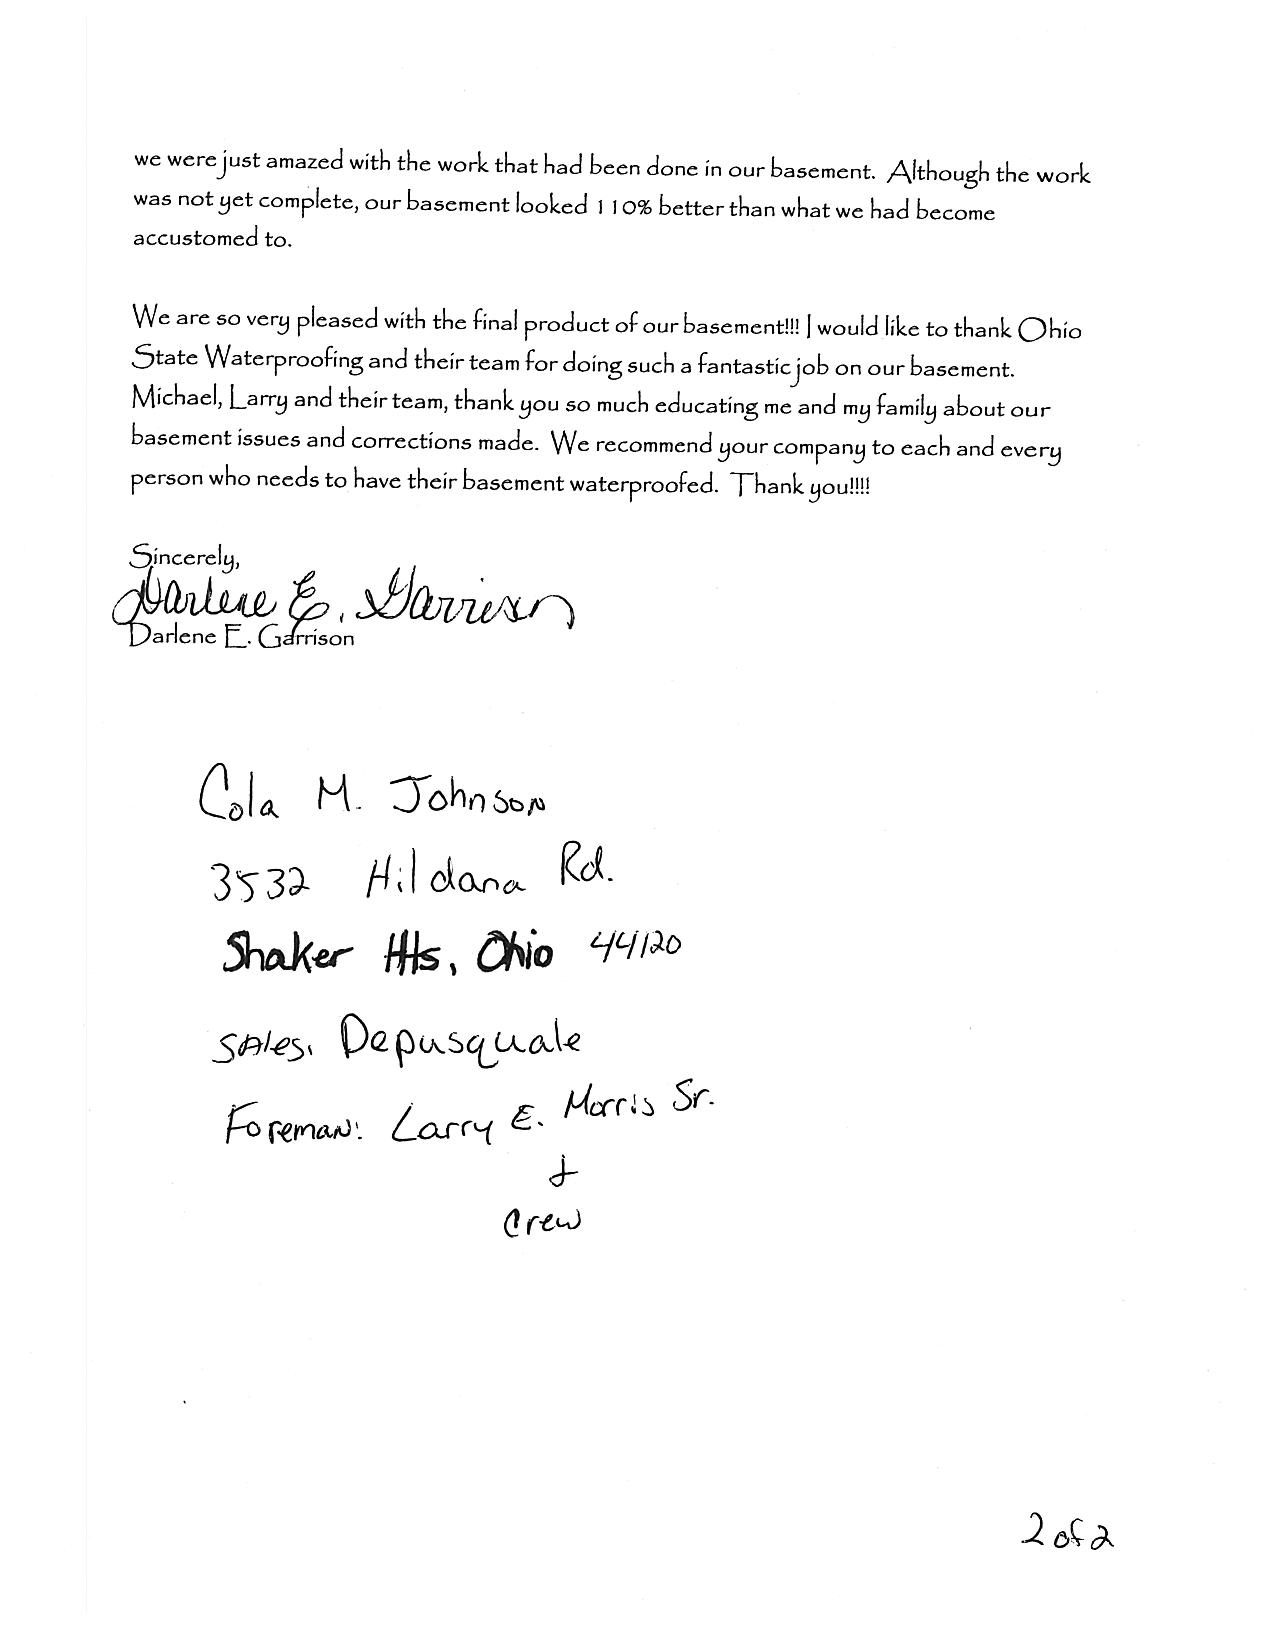 we were just amazed with the work that had been done in our basement. Although the work
was not yet complete, our basement looked 110% better than what we had become
accustomed to.
We are so very pleased with the final product of our basement!!! I would like to thank Ohio
State Waterproofing and their team for doing such a fantastic job on our basement.
Michael, Larry and their team, thank you so much educating me and my family about our
basement issues and corrections made. We recommend your company to each and every
person who needs to have their basement waterproofed. Thank you!!!!
Sincerely,
Darlene E. Garrison
Darlene E. Garrison
Cola M. Johnson
3532 Hildana Rd.
Shaker Hts, Ohio 44120
Sales. Depusquale
Foreman: Larry E. Morris Sr.
&
Crew
2 of 2